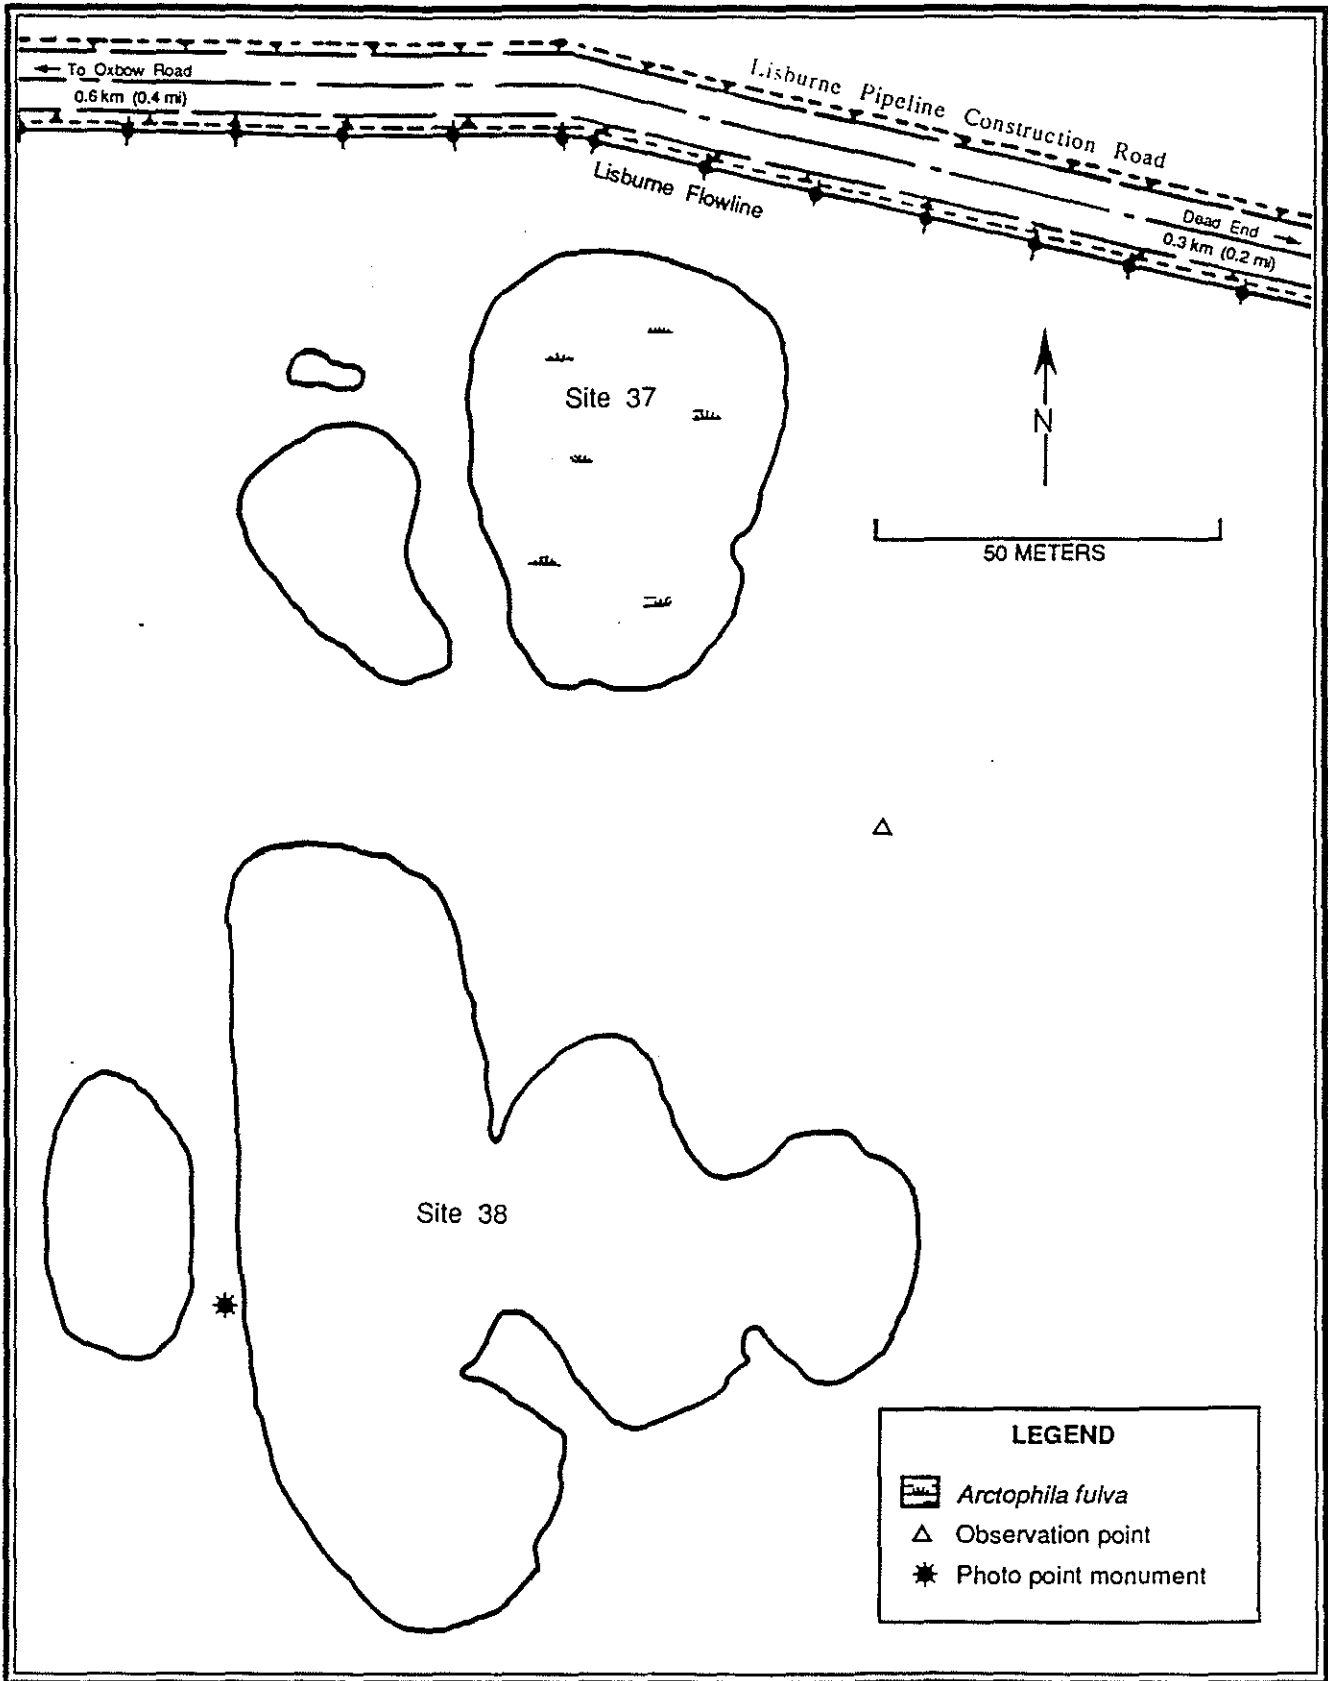 To Oxbow Road
0.6 km (0.4 mi)
Lisburne Pipeline Construction Road
Lisburne Flowline
Dead End
0.3 km (0.2 mi)
Site 37
N
50 METERS
Site 38
LEGEND
Arctophila fulva
Observation point
Photo point monument